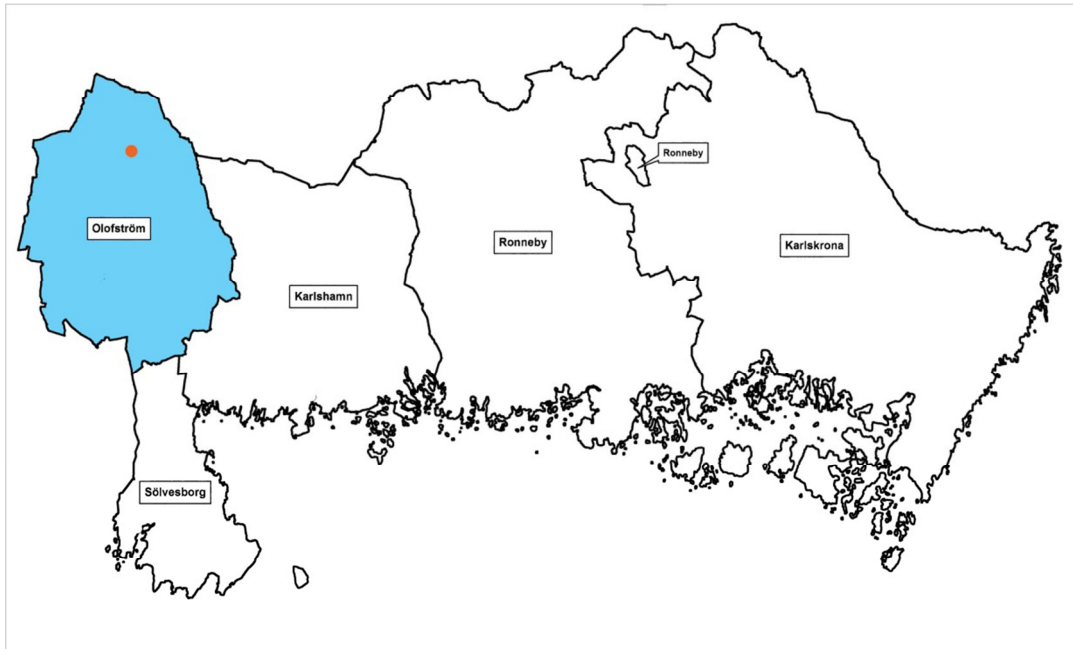 Ronneby
Olofström
Ronneby
Karlskrona
Karlshamn
Sölvesborg